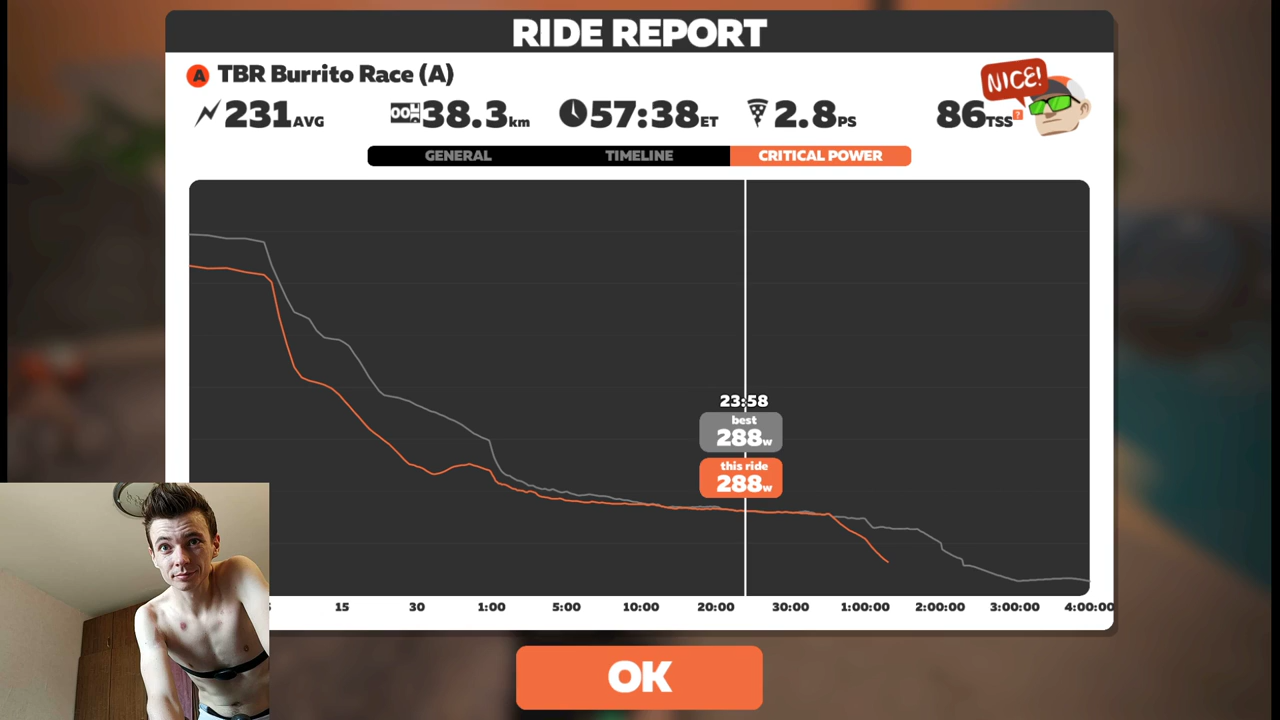 RIDE REPORT
A TBR Burrito Race (A)
NICE!
231AVG 38.3km 57:38ET 2.8PS 86TSS?
GENERAL TIMELINE CRITICAL POWER
23:58
best
288w
this ride
288w
15 30 1:00 5:00 10:00 20:00 30:00 1:00:00 2:00:00 3:00:00 4:00:00
OK